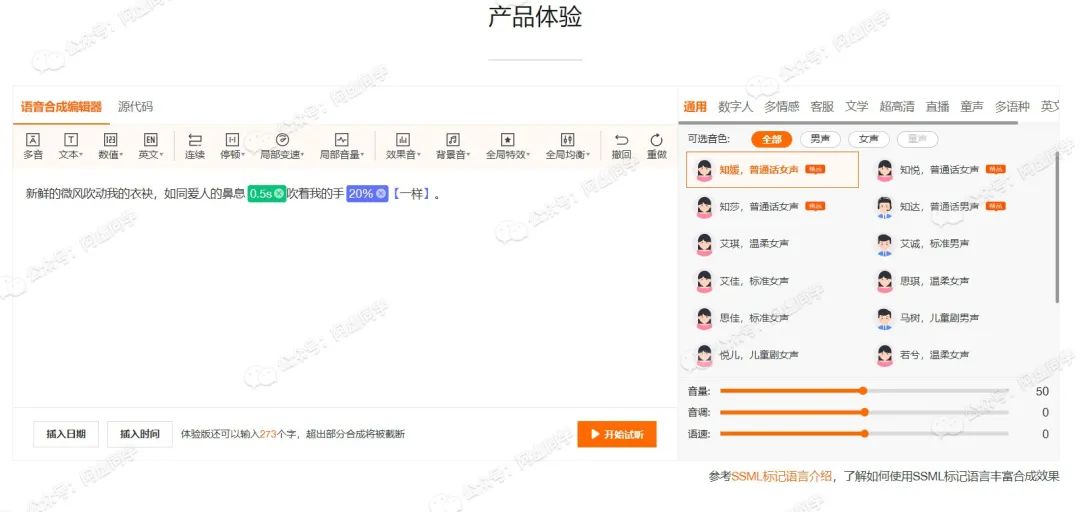 产品体验
语音合成编辑器 源代码
多音 文本 数值 英文 连续 停顿 局部变速 局部音量 效果音 背景音 全局特效 全局均衡 撤回 重做
新鲜的微风吹动我的衣袂，如同爱人的鼻息 0.5s 吹着我的手 20%【一样】。
插入日期 插入时间 体验版还可以输入273个字，超出部分合成将被截断 开始试听
通用 数字人 多情感 客服 文学 超高清 直播 童声 多语种 英文
可选音色: 全部 男声 女声 童声
知媛，普通话女声 精品 知悦，普通话女声 精品
知莎，普通话女声 精品 知达，普通话男声 精品
艾琪，温柔女声 艾诚，标准男声
艾佳，标准女声 思琪，温柔女声
思佳，标准女声 马树，儿童剧男声
悦儿，儿童剧女声 若兮，温柔女声
音量: 50
音调: 0
语速: 0
参考SSML标记语言介绍，了解如何使用SSML标记语言丰富合成效果